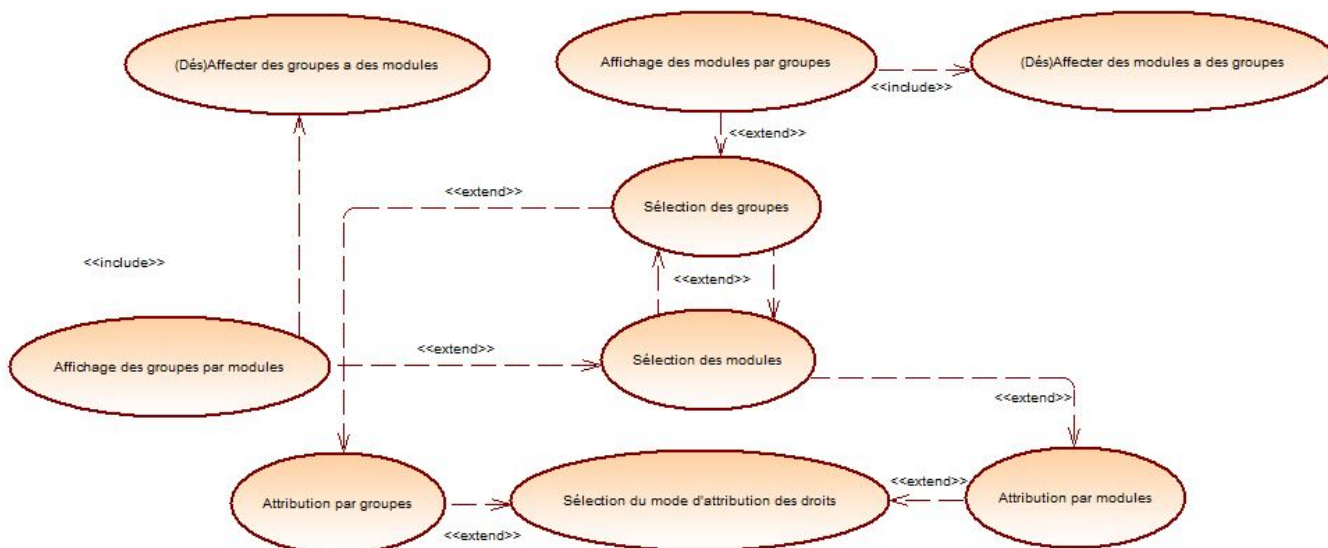 (Dés)Affecter des groupes a des modules
Affichage des modules par groupes
(Dés)Affecter des modules a des groupes
<<include>>
<<extend>>
<<extend>>
Sélection des groupes
<<include>>
<<extend>>
<<extend>>
Affichage des groupes par modules
Sélection des modules
<<extend>>
<<extend>>
Attribution par groupes
Sélection du mode d'attribution des droits
Attribution par modules
<<extend>>